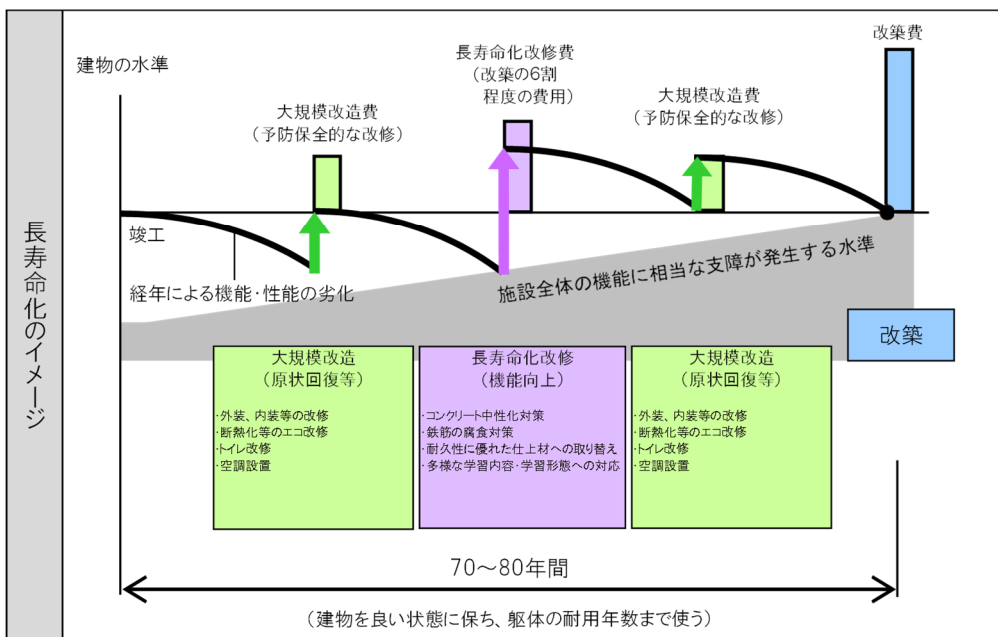 長寿命化のイメージ
建物の水準
大規模改造費
（予防保全的な改修）
長寿命化改修費
（改築の6割
程度の費用）
大規模改造費
（予防保全的な改修）
改築費
竣工
経年による機能・性能の劣化
施設全体の機能に相当な支障が発生する水準
改築
大規模改造
（原状回復等）
・外装、内装等の改修
・断熱化等のエコ改修
・トイレ改修
・空調設置
長寿命化改修
（機能向上）
・コンクリート中性化対策
・鉄筋の腐食対策
・耐久性に優れた仕上材への取り替え
・多様な学習内容・学習形態への対応
大規模改造
（原状回復等）
・外装、内装等の改修
・断熱化等のエコ改修
・トイレ改修
・空調設置
70～80年間
（建物を良い状態に保ち、躯体の耐用年数まで使う）